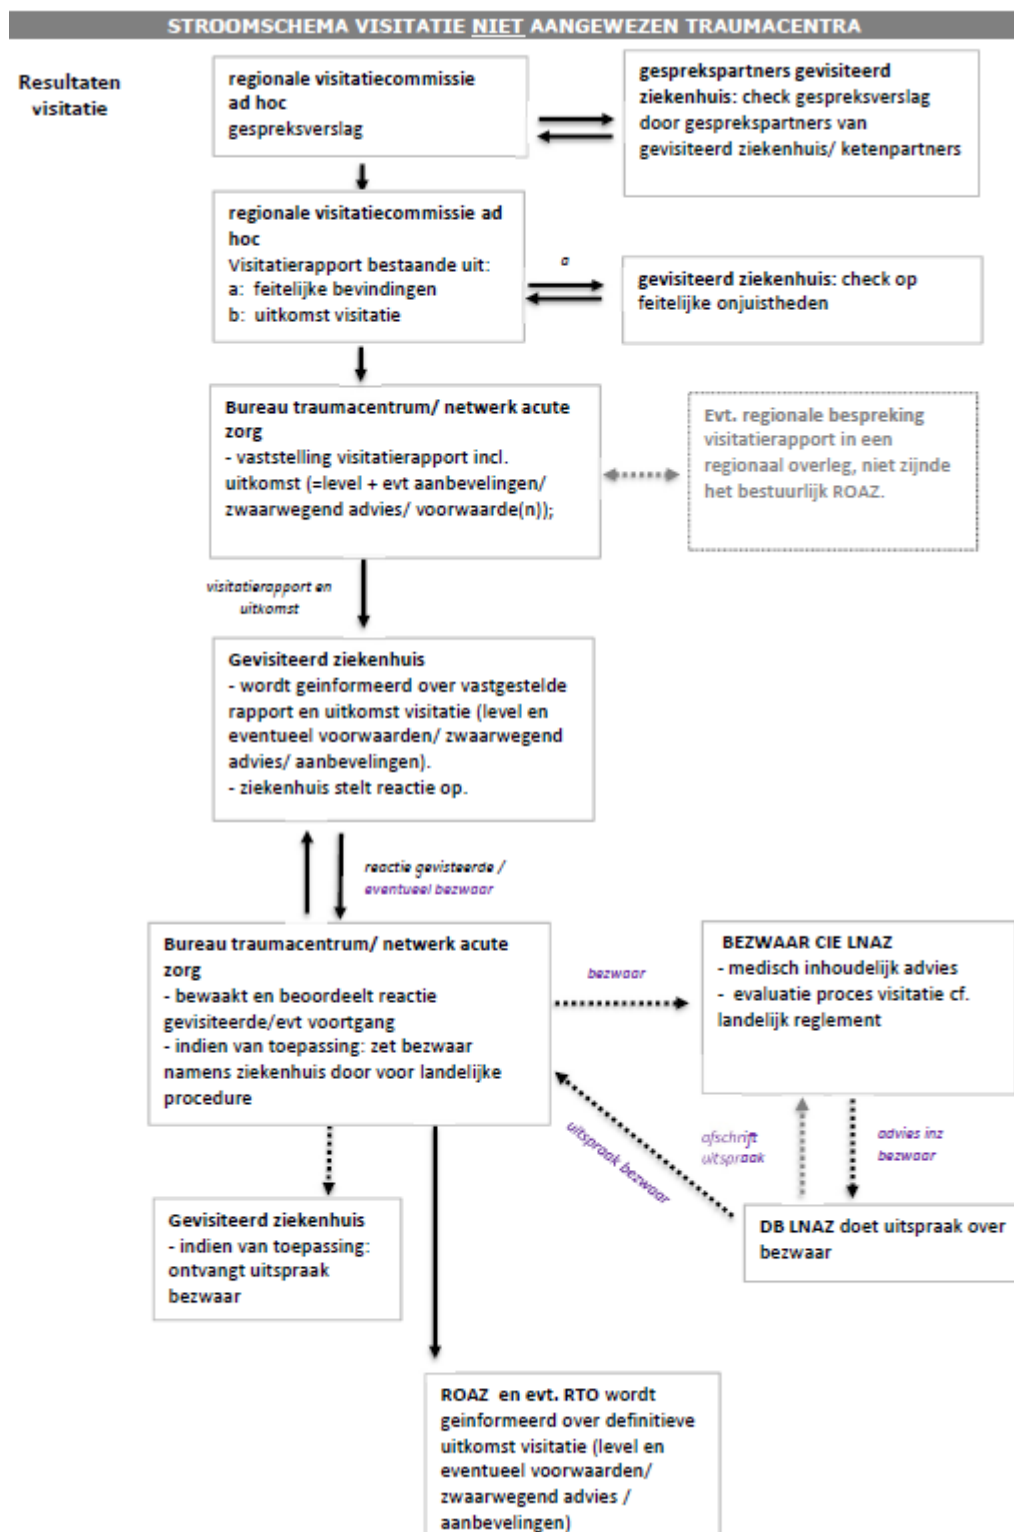 STROOMSCHEMA VISITATIE NIET AANGEWEZEN TRAUMACENTRA
Resultaten
visitatie
regionale visitatiecommissie
ad hoc
gespreksverslag
gesprekspartners gevisiteerd
ziekenhuis: check gespreksverslag
door gesprekspartners van
gevisiteerd ziekenhuis/ ketenpartners
regionale visitatiecommissie ad
hoc
Visitatierapport bestaande uit:
a: feitelijke bevindingen
b: uitkomst visitatie
a
gevisiteerd ziekenhuis: check op
feitelijke onjuistheden
Bureau traumacentrum/ netwerk acute
zorg
- vaststelling visitatierapport incl.
uitkomst (=level + evt aanbevelingen/
zwaarwegend advies/ voorwaarde(n));
Evt. regionale bespreking
visitatierapport in een
regionaal overleg, niet zijnde
het bestuurlijk ROAZ.
visitatierapport en
uitkomst
Gevisiteerd ziekenhuis
- wordt geinformeerd over vastgestelde
rapport en uitkomst visitatie (level en
eventueel voorwaarden/ zwaarwegend
advies/ aanbevelingen).
- ziekenhuis stelt reactie op.
reactie gevisteerde /
eventueel bezwaar
Bureau traumacentrum/ netwerk acute
zorg
- bewaakt en beoordeelt reactie
gevisiteerde/evt voortgang
- indien van toepassing: zet bezwaar
namens ziekenhuis door voor landelijke
procedure
bezwaar
BEZWAAR CIE LNAZ
- medisch inhoudelijk advies
- evaluatie proces visitatie cf.
landelijk reglement
uitspraak bezwaar
afschrift
uitspraak
advies inz
bezwaar
Gevisiteerd ziekenhuis
- indien van toepassing:
ontvangt uitspraak
bezwaar
DB LNAZ doet uitspraak over
bezwaar
ROAZ en evt. RTO wordt
geinformeerd over definitieve
uitkomst visitatie (level en
eventueel voorwaarden/
zwaarwegend advies /
aanbevelingen)